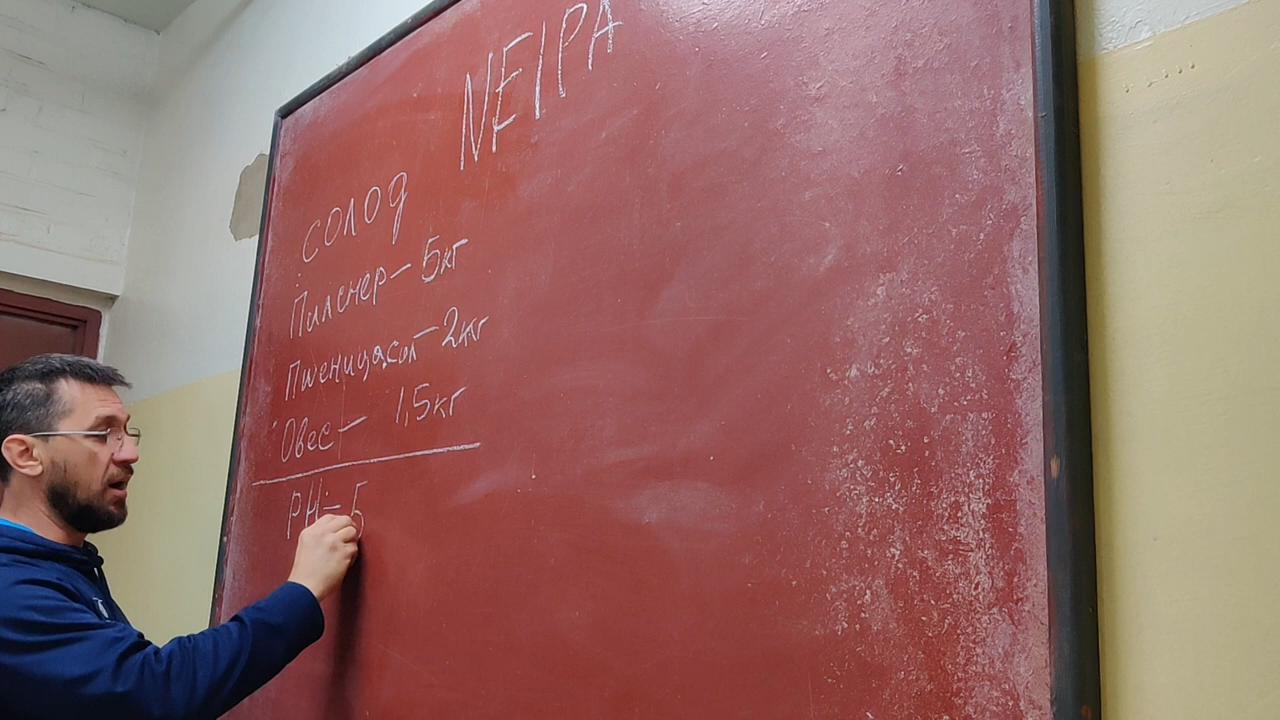 NEIPA
солод
Пилснер - 5кг
Пшеница сол - 2кг
Овес - 1,5кг
PH - 5